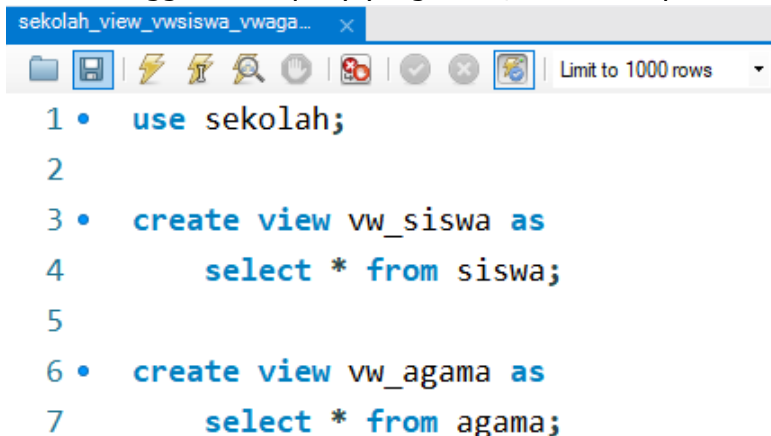 sekolah_view_vwsiswa_vwaga...
Limit to 1000 rows
1 use sekolah;
2
3 create view vw_siswa as
4 select * from siswa;
5
6 create view vw_agama as
7 select * from agama;